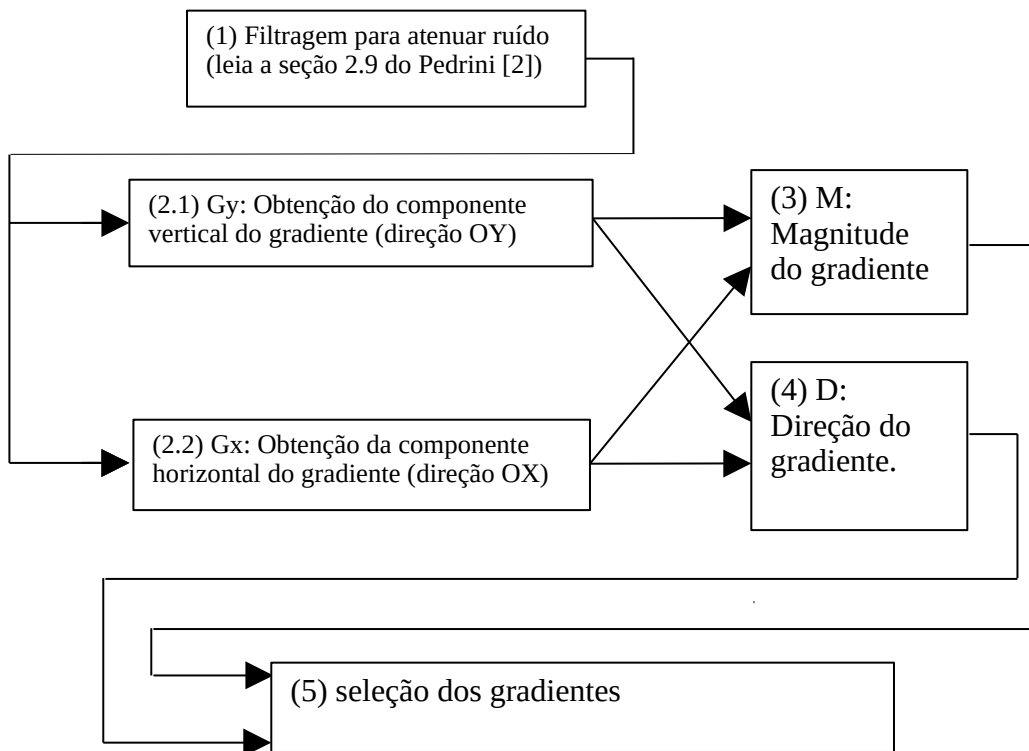 (1) Filtragem para atenuar ruído
(leia a seção 2.9 do Pedrini [2])
(2.1) Gy: Obtenção do componente
vertical do gradiente (direção OY)
(3) M:
Magnitude
do gradiente
(2.2) Gx: Obtenção da componente
horizontal do gradiente (direção OX)
(4) D:
Direção do
gradiente.
(5) seleção dos gradientes